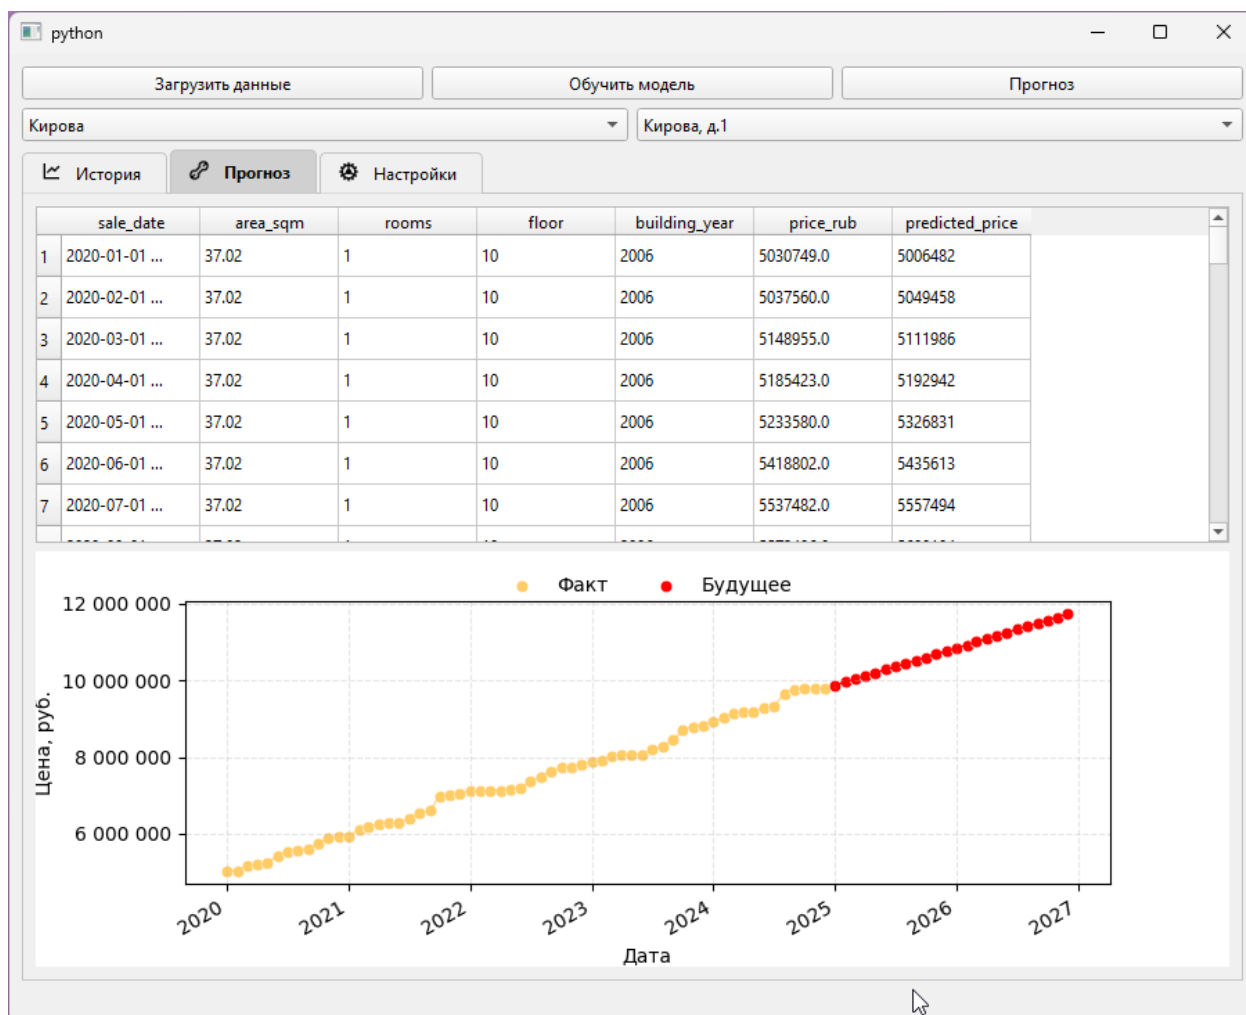 python
Загрузить данные Обучить модель Прогноз
Кирова Кирова, д.1
История Прогноз Настройки
sale_date area_sqm rooms floor building_year price_rub predicted_price
1 2020-01-01 ... 37.02 1 10 2006 5030749.0 5006482
2 2020-02-01 ... 37.02 1 10 2006 5037560.0 5049458
3 2020-03-01 ... 37.02 1 10 2006 5148955.0 5111986
4 2020-04-01 ... 37.02 1 10 2006 5185423.0 5192942
5 2020-05-01 ... 37.02 1 10 2006 5233580.0 5326831
6 2020-06-01 ... 37.02 1 10 2006 5418802.0 5435613
7 2020-07-01 ... 37.02 1 10 2006 5537482.0 5557494
Факт Будущее
12 000 000
10 000 000
8 000 000
6 000 000
Цена, руб.
2020 2021 2022 2023 2024 2025 2026 2027
Дата